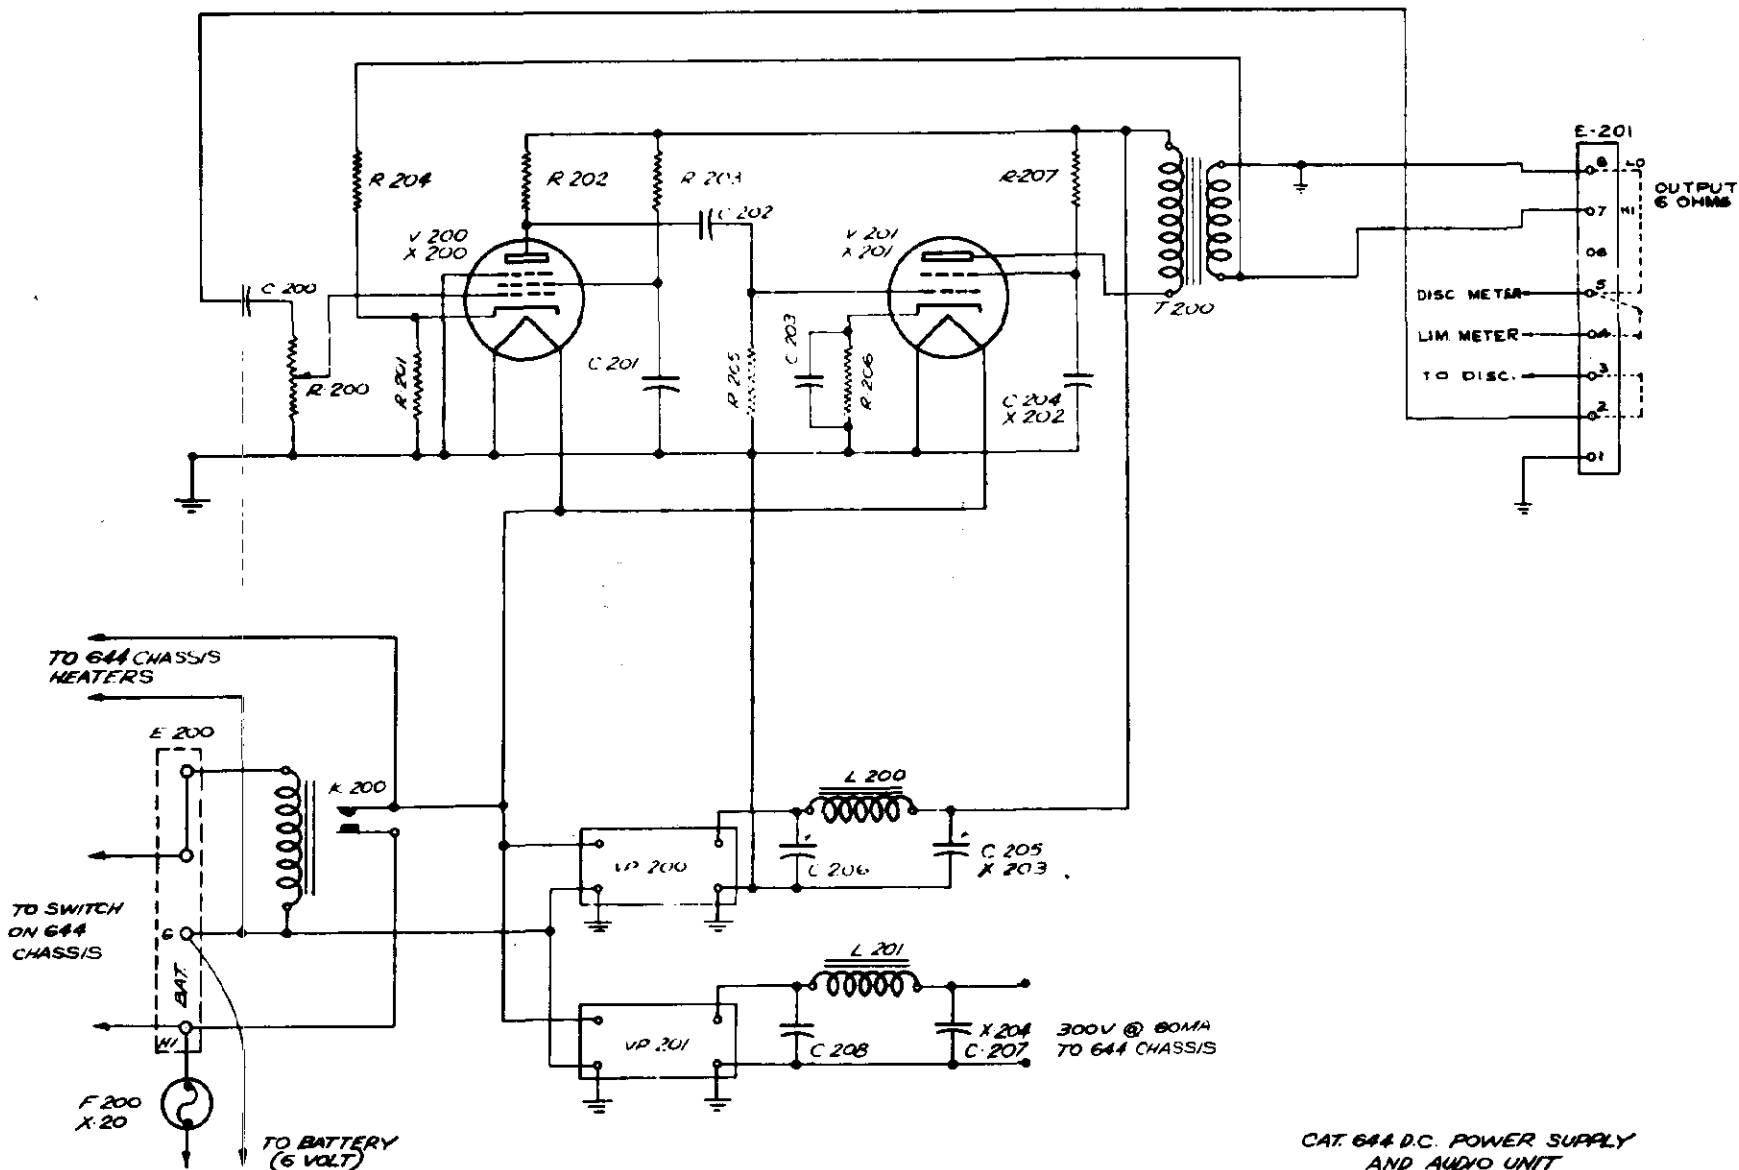 E-201
8
LO
OUTPUT
6 OHMS
7
HI
6
5
DISC METER
4
LIM. METER
3
TO DISC.
2
1
R 204
R 202
R 203
R-207
C 202
V 200
X 200
V 201
X 201
T 200
C 200
R-200
R 201
C 201
R 205
C 203
R 206
C 204
X 202
TO 644 CHASSIS
HEATERS
E 200
K 200
L 200
VP 200
C 206
C 205
X 203
TO SWITCH
ON 644
CHASSIS
G
BAT.
HI
L 201
VP 201
C 208
X-204
C-207
300V @ 60MA
TO 644 CHASSIS
F 200
X-20
TO BATTERY
(6 VOLT)
CAT. 644 D.C. POWER SUPPLY
AND AUDIO UNIT